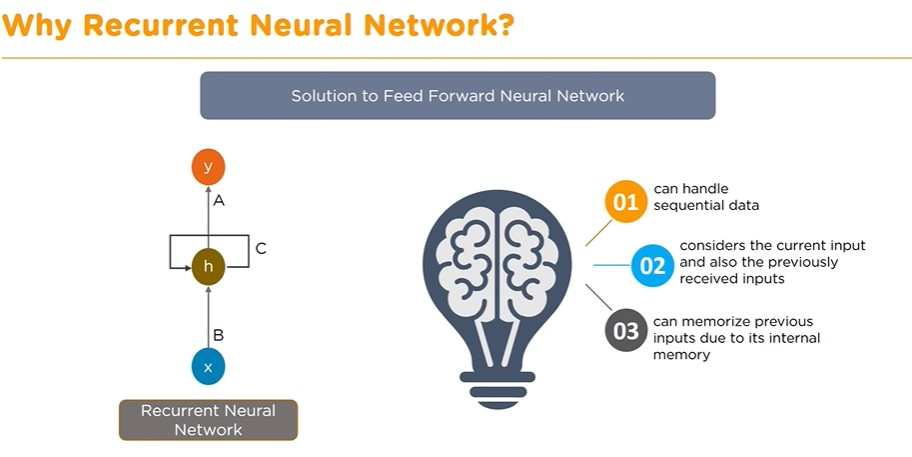 Why Recurrent Neural Network?
Solution to Feed Forward Neural Network
y
A
C
h
B
x
Recurrent Neural
Network
01
can handle
sequential data
02
considers the current input
and also the previously
received inputs
03
can memorize previous
inputs due to its internal
memory